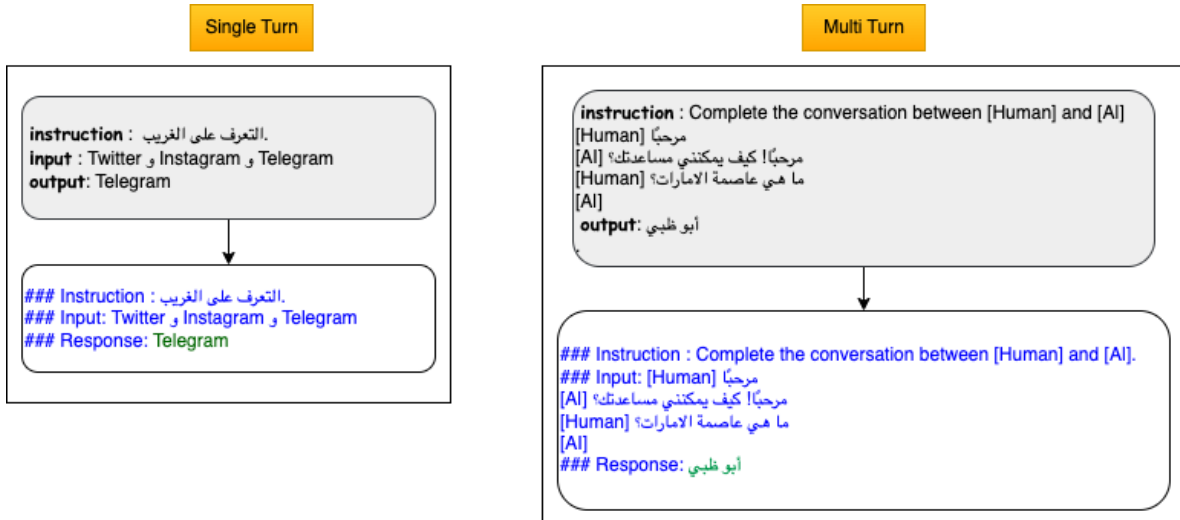 Single Turn
instruction : التعرف على الغريب.
input : Twitter و Instagram و Telegram
output: Telegram
### Instruction : التعرف على الغريب.
### Input: Twitter و Instagram و Telegram
### Response: Telegram
Multi Turn
instruction : Complete the conversation between [Human] and [AI]
[Human] مرحبًا
[AI] مرحبًا! كيف يمكنني مساعدتك؟
[Human] ما هي عاصمة الامارات؟
[AI]
output: أبو ظبي
.
### Instruction : Complete the conversation between [Human] and [AI].
### Input: [Human] مرحبًا
[AI] مرحبًا! كيف يمكنني مساعدتك؟
[Human] ما هي عاصمة الامارات؟
[AI]
### Response: أبو ظبي